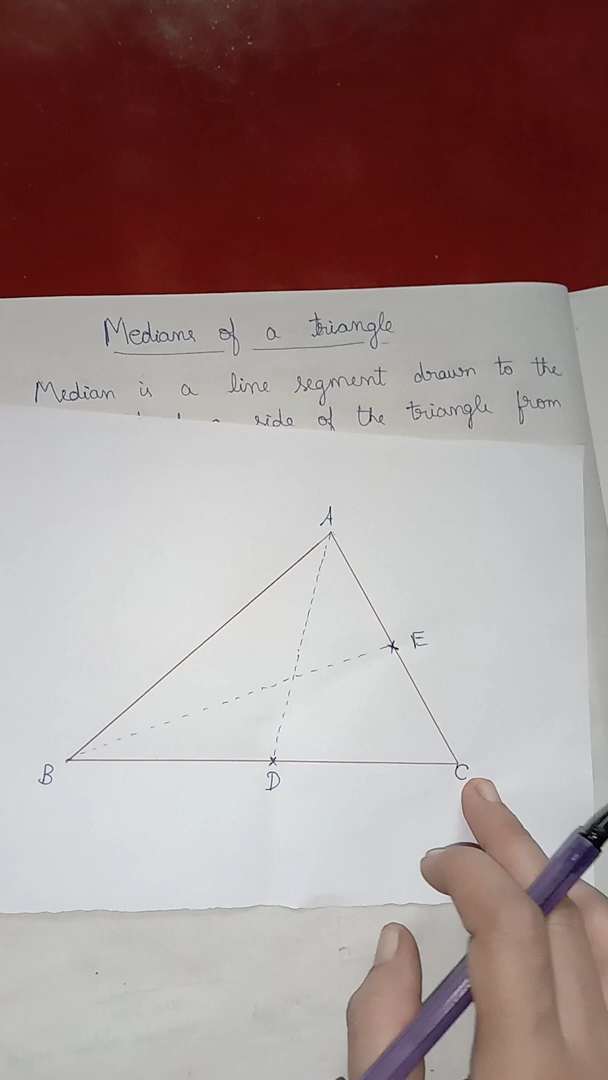 Medians of a triangle
Median is a line segment drawn to the
side of the triangle from
A
E
B
D
C